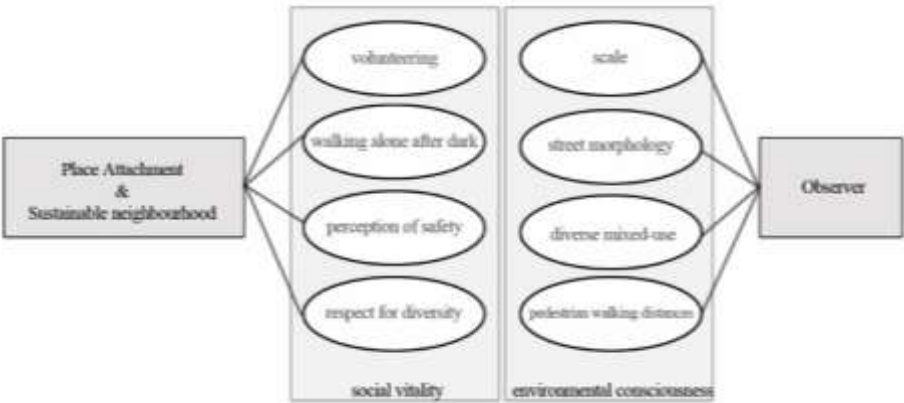 Place Attachment
&
Sustainable neighbourhood
volunteering
walking alone after dark
perception of safety
respect for diversity
social vitality
scale
street morphology
diverse mixed-use
pedestrian walking distances
environmental consciousness
Observer